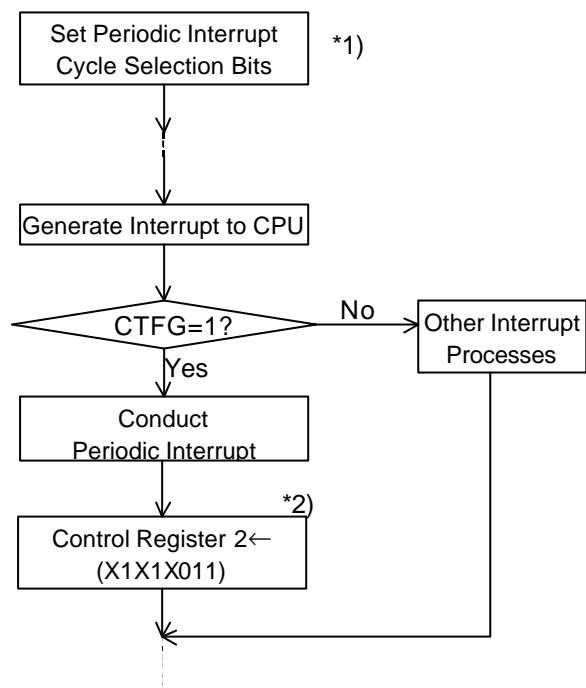 Set Periodic Interrupt
Cycle Selection Bits
*1)
Generate Interrupt to CPU
CTFG=1?
No
Other Interrupt
Processes
Yes
Conduct
Periodic Interrupt
*2)
Control Register 2←
(X1X1X011)